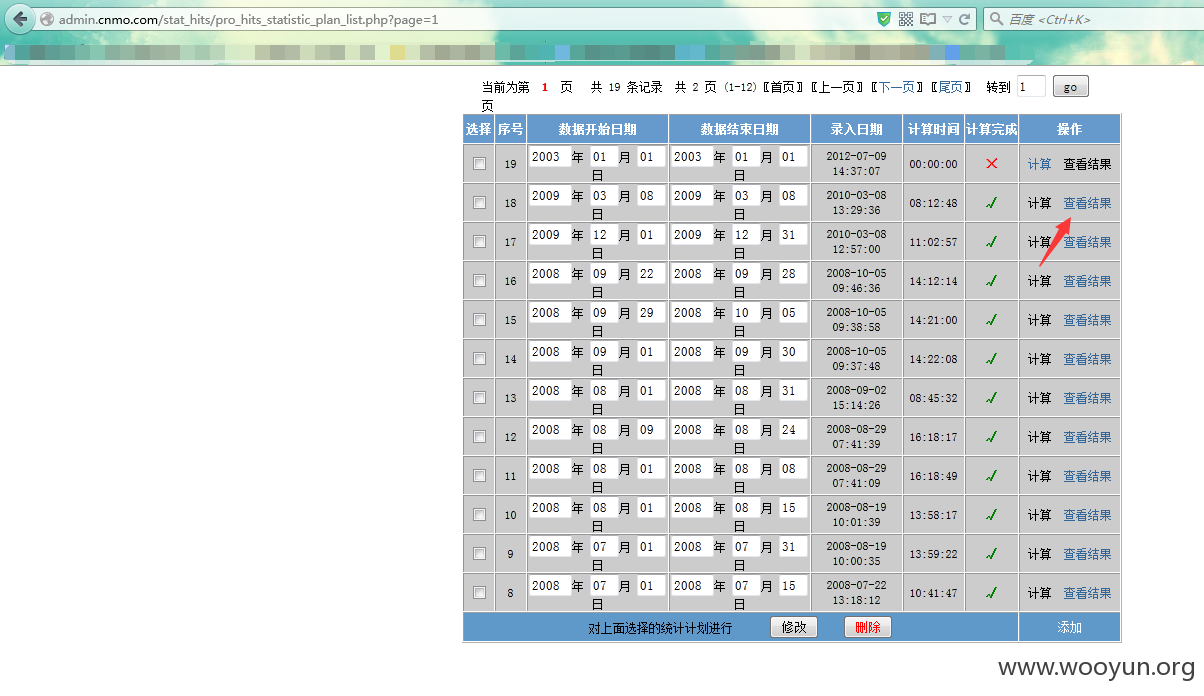 admin.cnmo.com/stat_hits/pro_hits_statistic_plan_list.php?page=1
百度 <Ctrl+K>
当前为第 1 页 共 19 条记录 共 2 页 (1-12)【首页】【上一页】【下一页】【尾页】 转到 1 go
页
选择 序号 数据开始日期 数据结束日期 录入日期 计算时间 计算完成 操作
19 2003 年 01 月 01 日 2003 年 01 月 01 日 2012-07-09 14:37:07 00:00:00 计算 查看结果
18 2009 年 03 月 08 日 2009 年 03 月 08 日 2010-03-08 13:29:36 08:12:48 计算 查看结果
17 2009 年 12 月 01 日 2009 年 12 月 31 日 2010-03-08 12:57:00 11:02:57 计算 查看结果
16 2008 年 09 月 22 日 2008 年 09 月 28 日 2008-10-05 09:46:36 14:12:14 计算 查看结果
15 2008 年 09 月 29 日 2008 年 10 月 05 日 2008-10-05 09:38:58 14:21:00 计算 查看结果
14 2008 年 09 月 01 日 2008 年 09 月 30 日 2008-10-05 09:37:48 14:22:08 计算 查看结果
13 2008 年 08 月 01 日 2008 年 08 月 31 日 2008-09-02 15:14:26 08:45:32 计算 查看结果
12 2008 年 08 月 09 日 2008 年 08 月 24 日 2008-08-29 07:41:39 16:18:17 计算 查看结果
11 2008 年 08 月 01 日 2008 年 08 月 08 日 2008-08-29 07:41:09 16:18:49 计算 查看结果
10 2008 年 08 月 01 日 2008 年 08 月 15 日 2008-08-19 10:01:39 13:58:17 计算 查看结果
9 2008 年 07 月 01 日 2008 年 07 月 31 日 2008-08-19 10:00:35 13:59:22 计算 查看结果
8 2008 年 07 月 01 日 2008 年 07 月 15 日 2008-07-22 13:18:12 10:41:47 计算 查看结果
对上面选择的统计计划进行 修改 删除 添加
www.wooyun.org